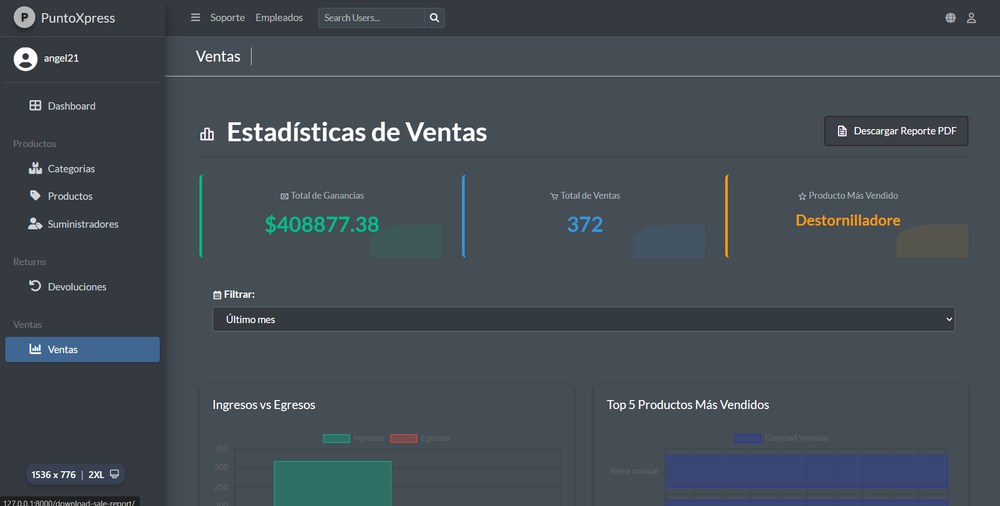 P PuntoXpress
Soporte Empleados Search Users...
angel21
Dashboard
Productos
Categorias
Productos
Suministradores
Returns
Devoluciones
Ventas
Ventas
1536 x 776 | 2XL
127.0.0.1:8000/download-sale-report/
Ventas
Estadísticas de Ventas
Descargar Reporte PDF
Total de Ganancias
$408877.38
Total de Ventas
372
Producto Más Vendido
Destornilladore
Filtrar:
Último mes
Ingresos vs Egresos
Ingresos Egresos
350
300
250
200
Top 5 Productos Más Vendidos
Cantidad Vendida
Sierra manual